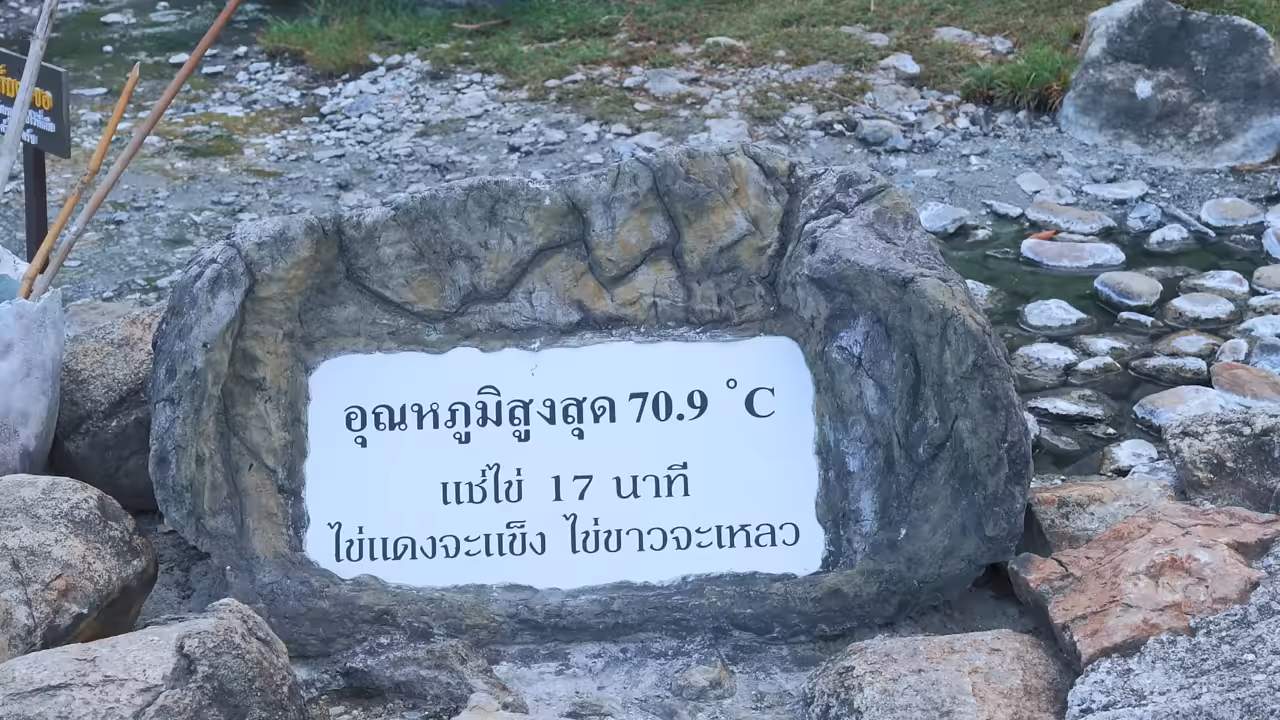 อุณหภูมิสูงสุด 70.9 °C
แช่ไข่ 17 นาที
ไข่แดงจะแข็ง ไข่ขาวจะเหลว